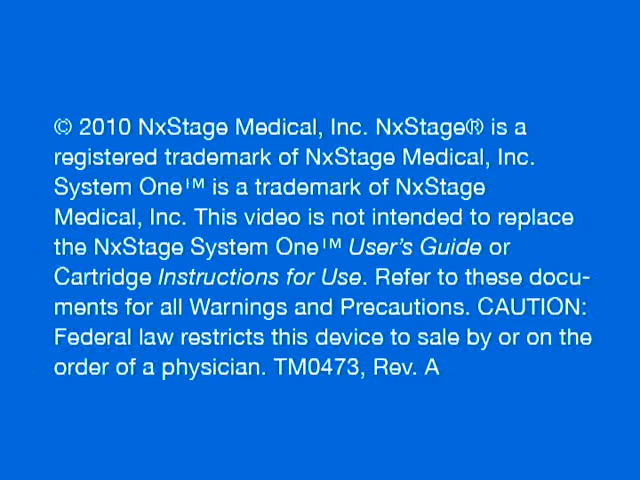 © 2010 NxStage Medical, Inc. NxStage® is a
registered trademark of NxStage Medical, Inc.
System One™ is a trademark of NxStage
Medical, Inc. This video is not intended to replace
the NxStage System One™ User's Guide or
Cartridge Instructions for Use. Refer to these docu-
ments for all Warnings and Precautions. CAUTION:
Federal law restricts this device to sale by or on the
order of a physician. TM0473, Rev. A